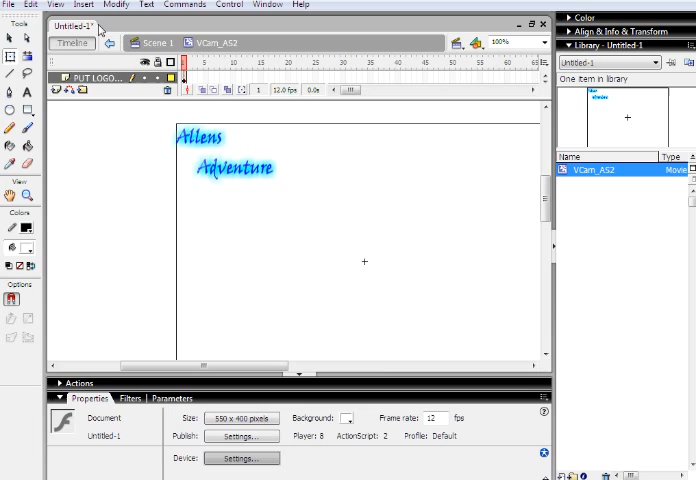 File Edit View Insert Modify Text Commands Control Window Help
Tools
View
Colors
Options
Untitled-1*
Timeline
Scene 1
VCam_AS2
100%
5 10 15 20 25 30 35 40 45 50 55 60 65
PUT LOGO...
1
12.0 fps
0.0s
Allens
Adventure
Color
Align & Info & Transform
Library - Untitled-1
Untitled-1
One item in library
Name Type
VCam_AS2 Movie
Actions
Properties Filters Parameters
Document
Untitled-1
Size: 550 x 400 pixels
Background:
Frame rate: 12 fps
Publish: Settings...
Player: 8 ActionScript: 2 Profile: Default
Device: Settings...